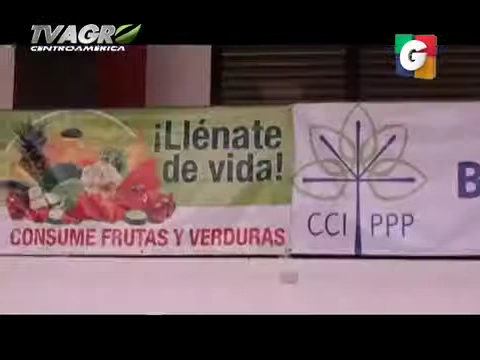 TVAGRO
CENTROAMÉRICA
G
¡Llénate
de vida!
CONSUME FRUTAS Y VERDURAS
CCI PPP
B